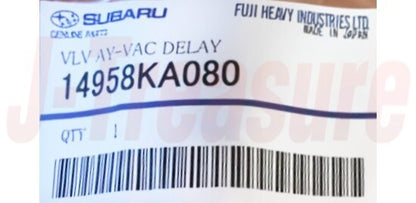 SUBARU
FUJI HEAVY INDUSTRIES LTD.
GENUINE PARTS
MADE IN JAPAN
VLV AY-VAC DELAY
14958KA080
J-Treasure
QTY 1